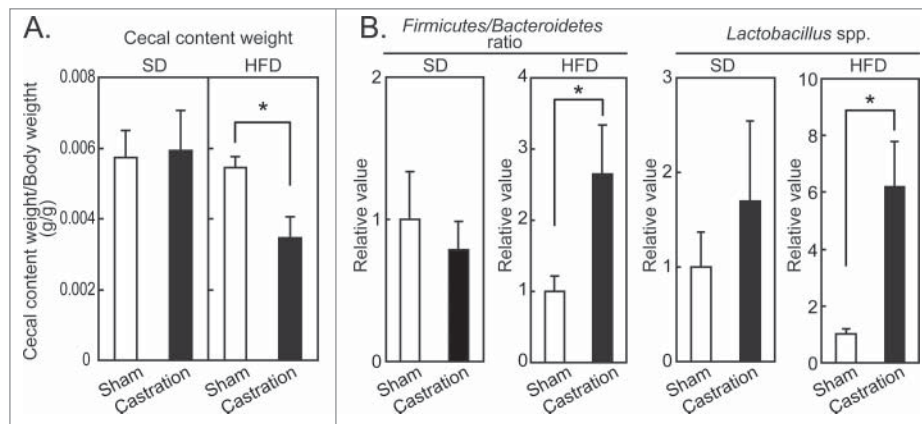 A.
Cecal content weight
SD
HFD
Cecal content weight/Body weigtht
(g/g)
0.008
0.006
0.004
0.002
0
*
Sham
Castration
Sham
Castration
B.
Firmicutes/Bacteroidetes
ratio
SD
HFD
Relative value
2
1
0
Sham
Castration
Relative value
4
3
2
1
0
*
Sham
Castration
Lactobacillus spp.
SD
HFD
Relative value
3
2
1
0
Sham
Castration
Relative value
10
8
6
4
2
0
*
Sham
Castration